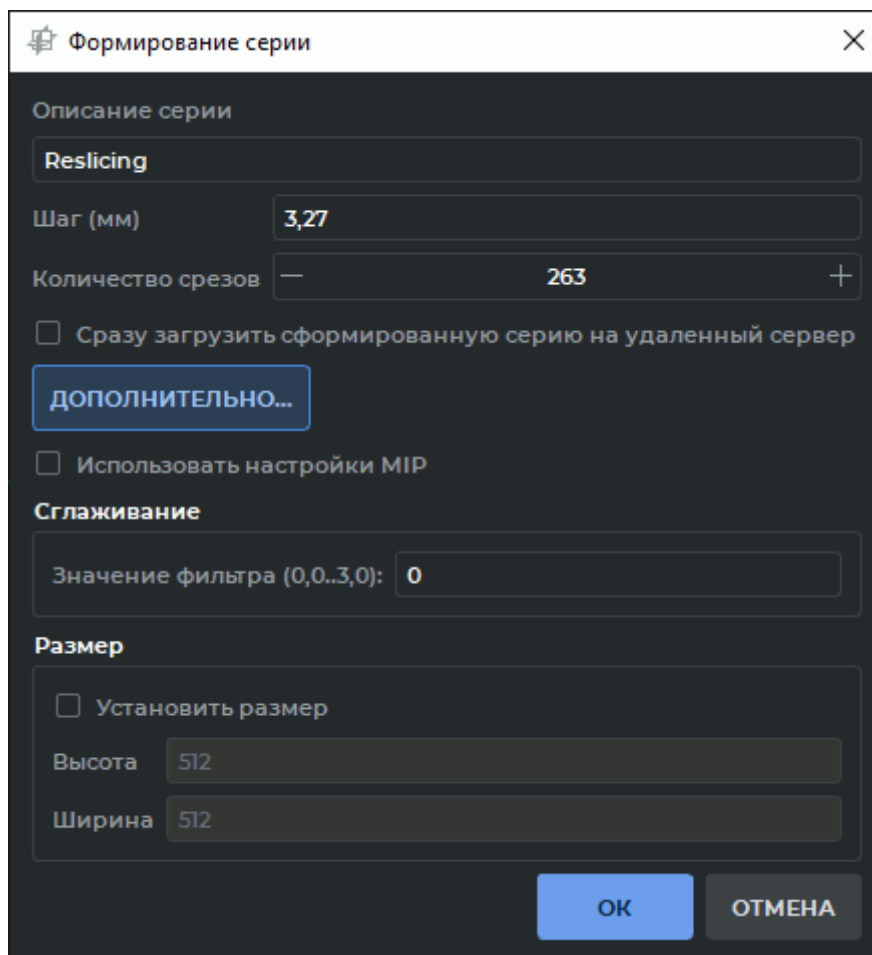 Формирование серии
Описание серии
Reslicing
Шаг (мм) 3,27
Количество срезов — 263 +
Сразу загрузить сформированную серию на удаленный сервер
ДОПОЛНИТЕЛЬНО...
Использовать настройки MIP
Сглаживание
Значение фильтра (0,0..3,0): 0
Размер
Установить размер
Высота 512
Ширина 512
ОК ОТМЕНА